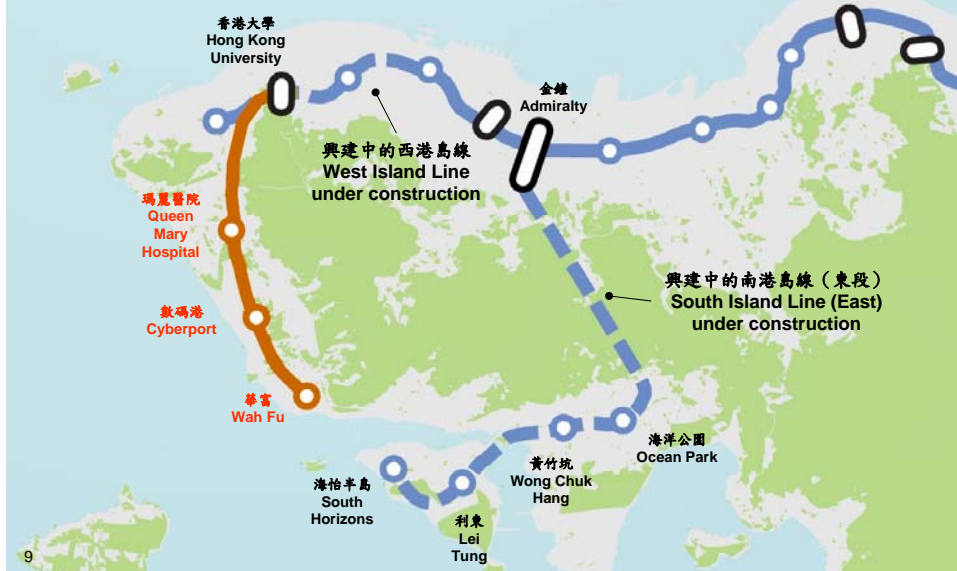 香港大學
Hong Kong
University
金鐘
Admiralty
興建中的西港島線
West Island Line
under construction
瑪麗醫院
Queen
Mary
Hospital
興建中的南港島線（東段）
South Island Line (East)
under construction
數碼港
Cyberport
華富
Wah Fu
海洋公園
Ocean Park
黃竹坑
Wong Chuk
Hang
海怡半島
South
Horizons
利東
Lei
Tung
9